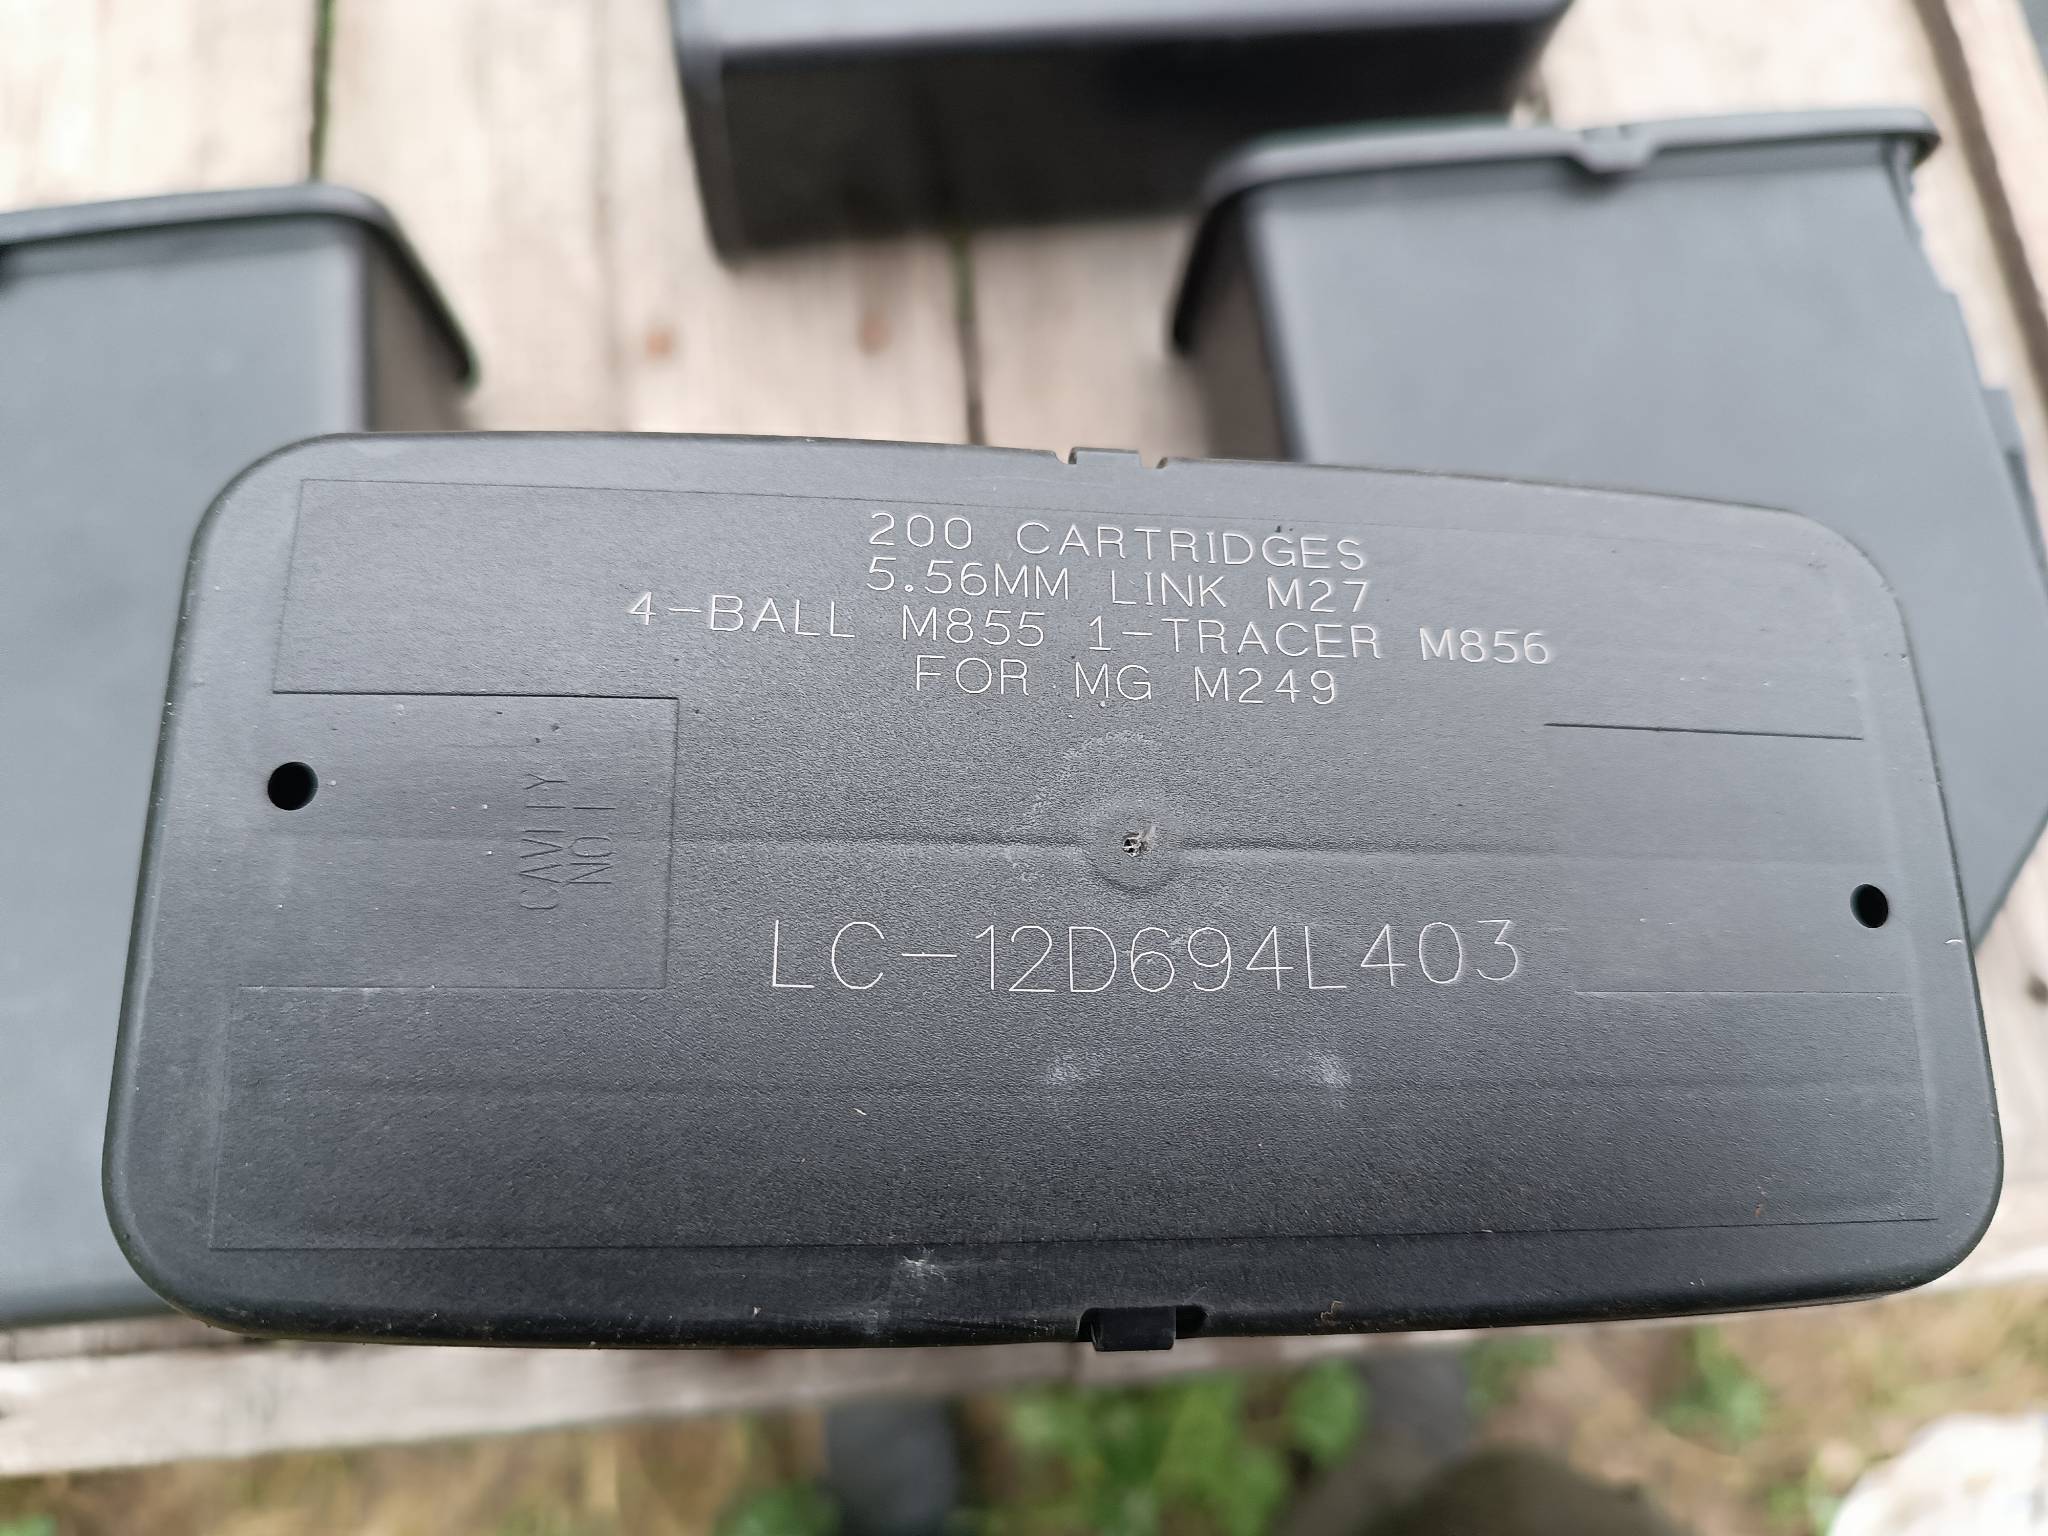 200 CARTRIDGES
5.56MM LINK M27
4-BALL M855 1-TRACER M856
FOR MG M249
CAVITY
NO 1
LC-12D694L403